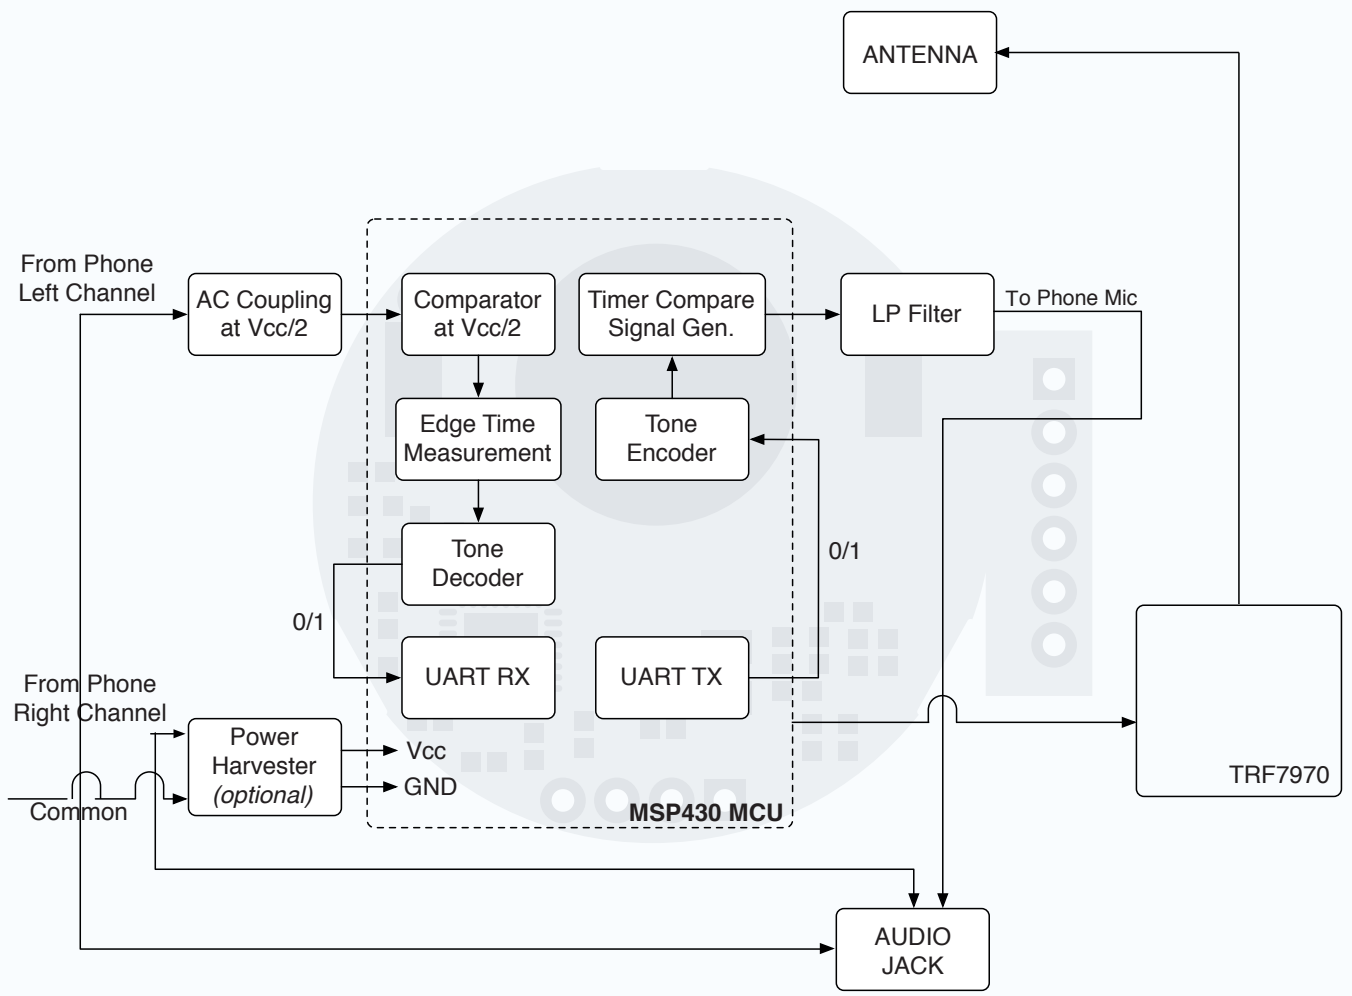 ANTENNA
From Phone
Left Channel
AC Coupling
at Vcc/2
Comparator
at Vcc/2
Timer Compare
Signal Gen.
LP Filter
To Phone Mic
Edge Time
Measurement
Tone
Encoder
Tone
Decoder
0/1
0/1
UART RX
UART TX
From Phone
Right Channel
Power
Harvester
(optional)
Common
Vcc
GND
MSP430 MCU
TRF7970
AUDIO
JACK